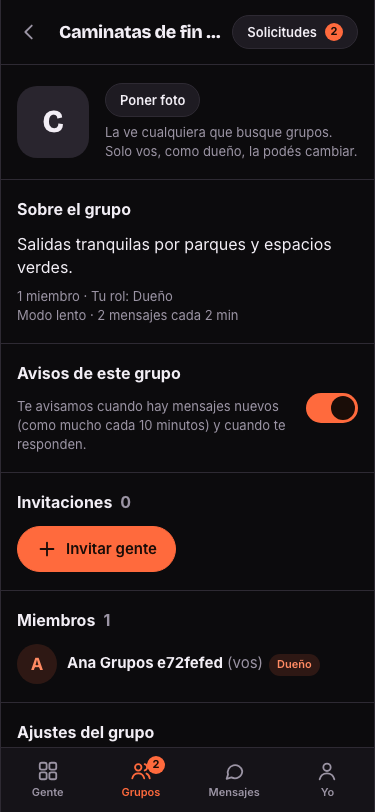 Caminatas de fin ...
Solicitudes 2
C
Poner foto
La ve cualquiera que busque grupos.
Solo vos, como dueño, la podés cambiar.
Sobre el grupo
Salidas tranquilas por parques y espacios
verdes.
1 miembro · Tu rol: Dueño
Modo lento · 2 mensajes cada 2 min
Avisos de este grupo
Te avisamos cuando hay mensajes nuevos
(como mucho cada 10 minutos) y cuando te
responden.
Invitaciones 0
+ Invitar gente
Miembros 1
A
Ana Grupos e72fefed (vos) Dueño
Ajustes del grupo
2
Gente
Grupos
Mensajes
Yo